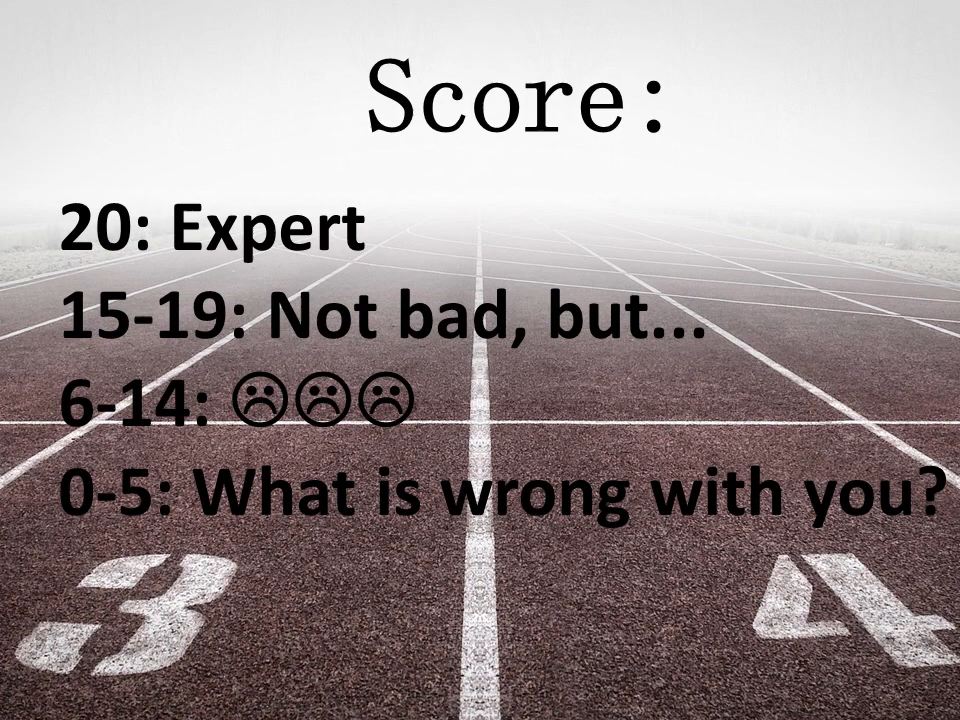 Score:
20: Expert
15-19: Not bad, but...
6-14: ☹☹☹
0-5: What is wrong with you?
3 4